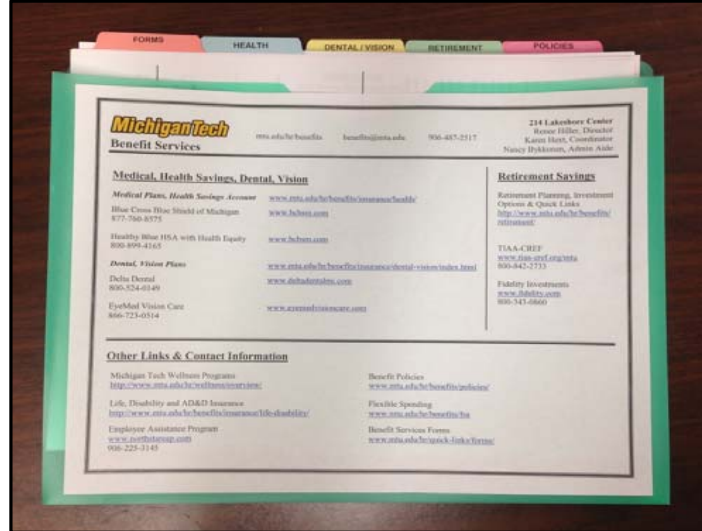 FORMS
HEALTH
DENTAL / VISION
RETIREMENT
POLICIES
MichiganTech
Benefit Services
mtu.edu/hr/benefits
benefits@mtu.edu
906-487-2517
214 Lakeshore Center
Renee Hiller, Director
Karen Hext, Coordinator
Nancy Bykkonen, Admin Aide
Medical, Health Savings, Dental, Vision
Medical Plans, Health Savings Account www.mtu.edu/hr/benefits/insurance/health/
Blue Cross Blue Shield of Michigan www.bcbsm.com
877-760-8575
Healthy Blue HSA with Health Equity www.bcbsm.com
800-899-4165
Dental, Vision Plans www.mtu.edu/hr/benefits/insurance/dental-vision/index.html
Delta Dental www.deltadentalmi.com
800-524-0149
EyeMed Vision Care www.eyemedvisioncare.com
866-723-0514
Retirement Savings
Retirement Planning, Investment
Options & Quick Links
http://www.mtu.edu/hr/benefits/
retirement/
TIAA-CREF
www.tiaa-cref.org/mtu
800-842-2733
Fidelity Investments
www.fidelity.com
800-343-0860
Other Links & Contact Information
Michigan Tech Wellness Programs
http://www.mtu.edu/hr/wellness/overview/
Life, Disability and AD&D Insurance
http://www.mtu.edu/hr/benefits/insurance/life-disability/
Employee Assistance Program
www.northstareap.com
906-225-3145
Benefit Policies
www.mtu.edu/hr/benefits/policies/
Flexible Spending
www.mtu.edu/hr/benefits/fsa
Benefit Services Forms
www.mtu.edu/hr/quick-links/forms/